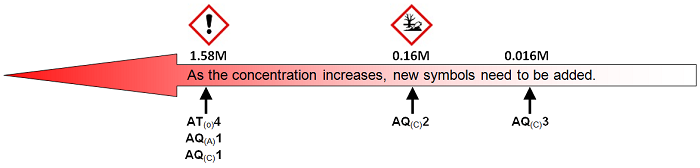 1.58M 0.16M 0.016M
As the concentration increases, new symbols need to be added.
AT(o)4 AQ(C)2 AQ(C)3
AQ(A)1
AQ(C)1